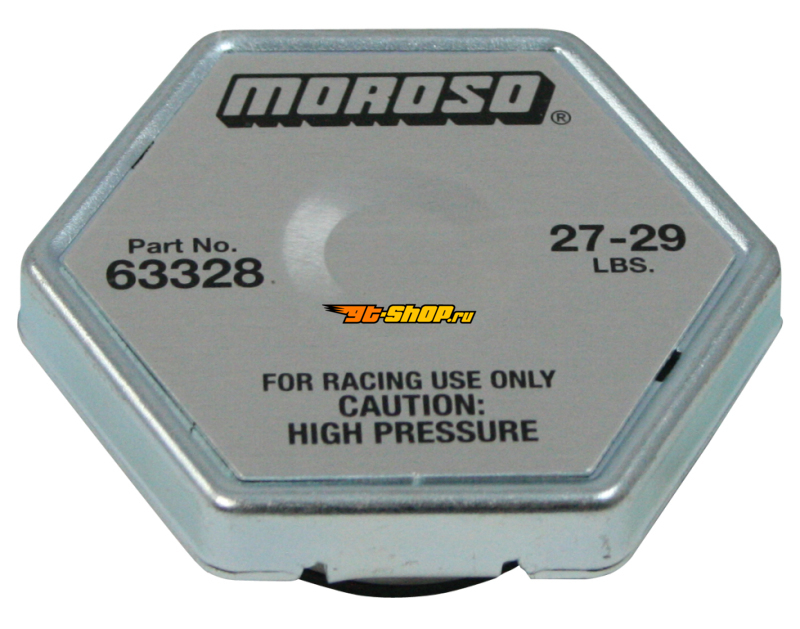 MOROSO®
Part No.
63328
27-29
LBS.
gt-shop.ru
FOR RACING USE ONLY
CAUTION:
HIGH PRESSURE